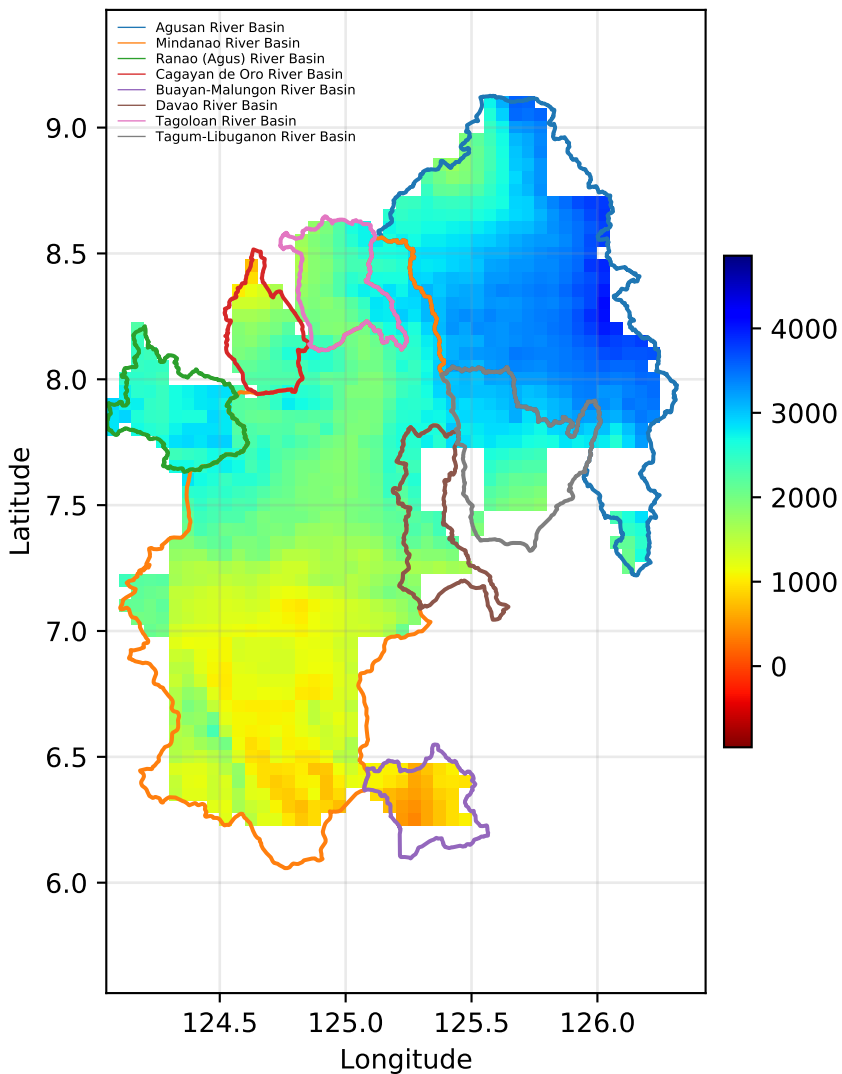 Agusan River Basin
Mindanao River Basin
Ranao (Agus) River Basin
Cagayan de Oro River Basin
Buayan-Malungon River Basin
Davao River Basin
Tagoloan River Basin
Tagum-Libuganon River Basin
9.0
8.5
8.0
7.5
7.0
6.5
6.0
Latitude
124.5 125.0 125.5 126.0
Longitude
4000
3000
2000
1000
0